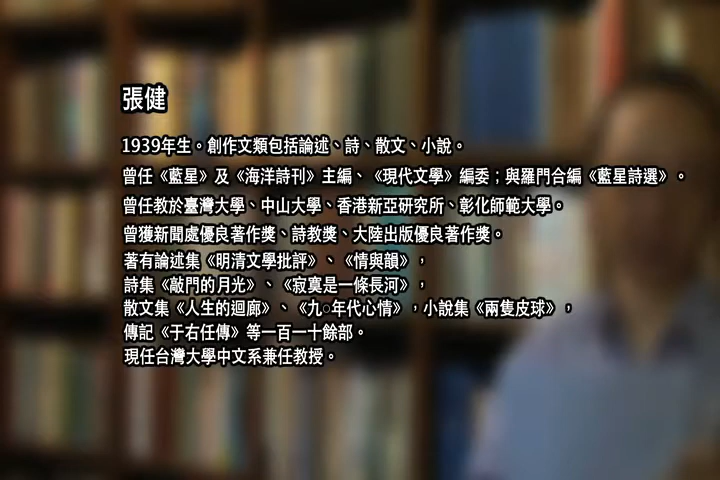 張健
1939年生。創作文類包括論述、詩、散文、小說。
曾任《藍星》及《海洋詩刊》主編、《現代文學》編委；與羅門合編《藍星詩選》。
曾任教於臺灣大學、中山大學、香港新亞研究所、彰化師範大學。
曾獲新聞處優良著作獎、詩教獎、大陸出版優良著作獎。
著有論述集《明清文學批評》、《情與韻》，
詩集《敲門的月光》、《寂寞是一條長河》，
散文集《人生的迴廊》、《九○年代心情》，小說集《兩隻皮球》，
傳記《于右任傳》等一百一十餘部。
現任台灣大學中文系兼任教授。